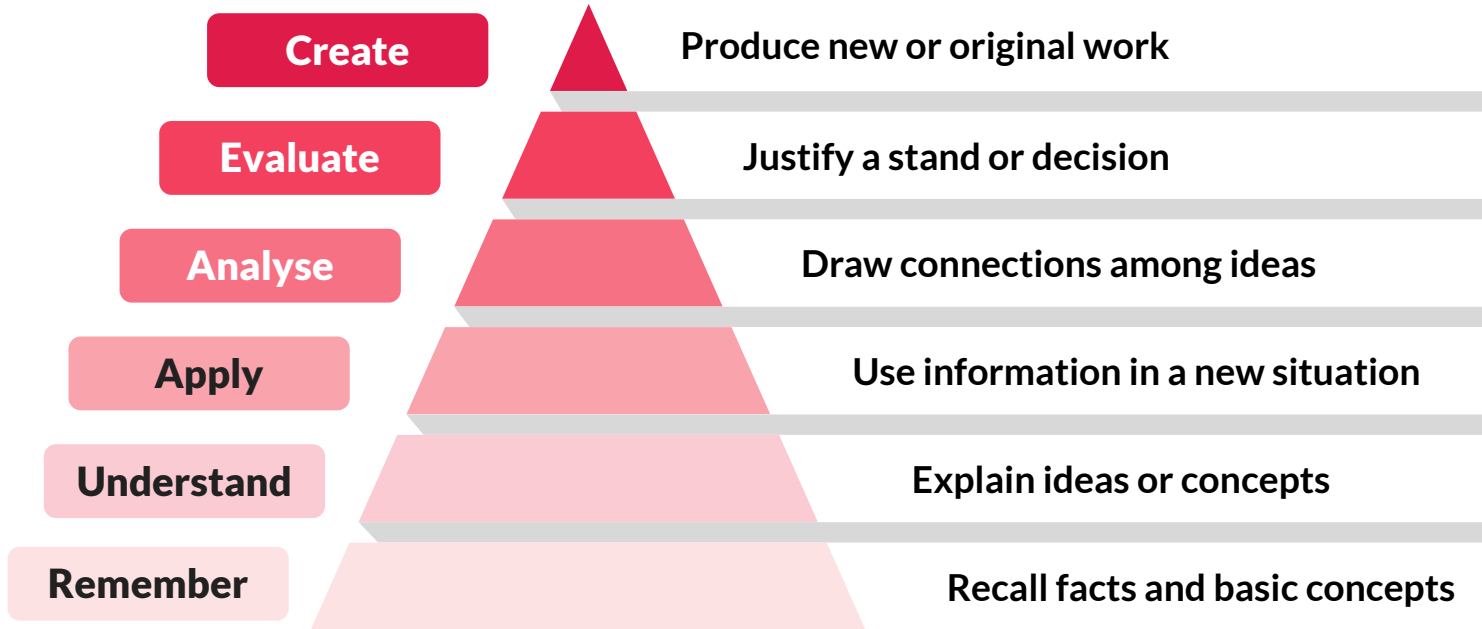 Create
Produce new or original work
Evaluate
Justify a stand or decision
Analyse
Draw connections among ideas
Apply
Use information in a new situation
Understand
Explain ideas or concepts
Remember
Recall facts and basic concepts